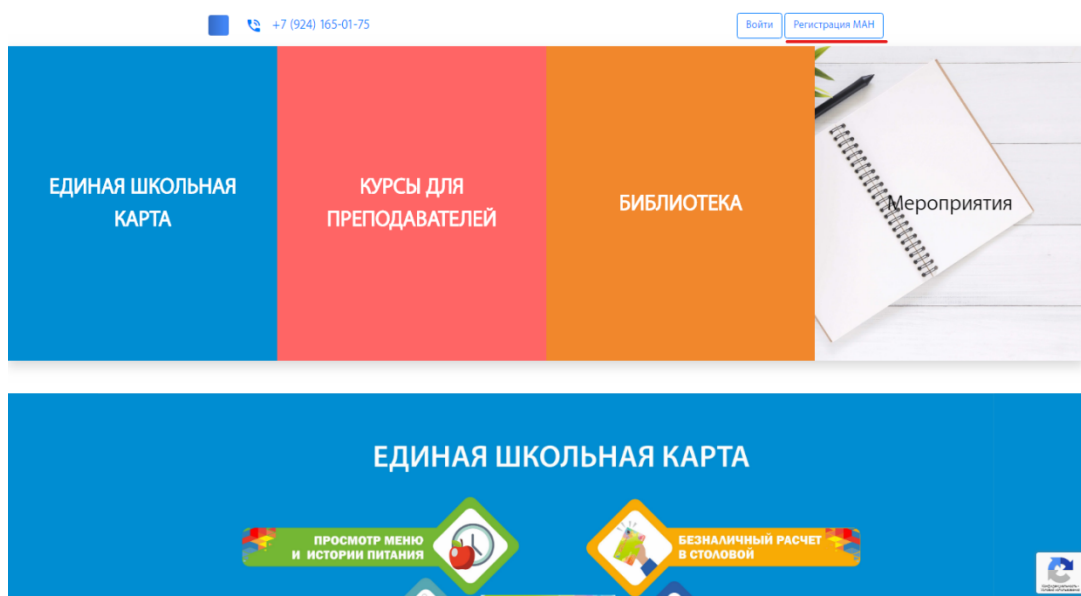 +7 (924) 165-01-75
Войти
Регистрация МАН
ЕДИНАЯ ШКОЛЬНАЯ
КАРТА
КУРСЫ ДЛЯ
ПРЕПОДАВАТЕЛЕЙ
БИБЛИОТЕКА
Мероприятия
ЕДИНАЯ ШКОЛЬНАЯ КАРТА
ПРОСМОТР МЕНЮ
И ИСТОРИИ ПИТАНИЯ
БЕЗНАЛИЧНЫЙ РАСЧЕТ
В СТОЛОВОЙ